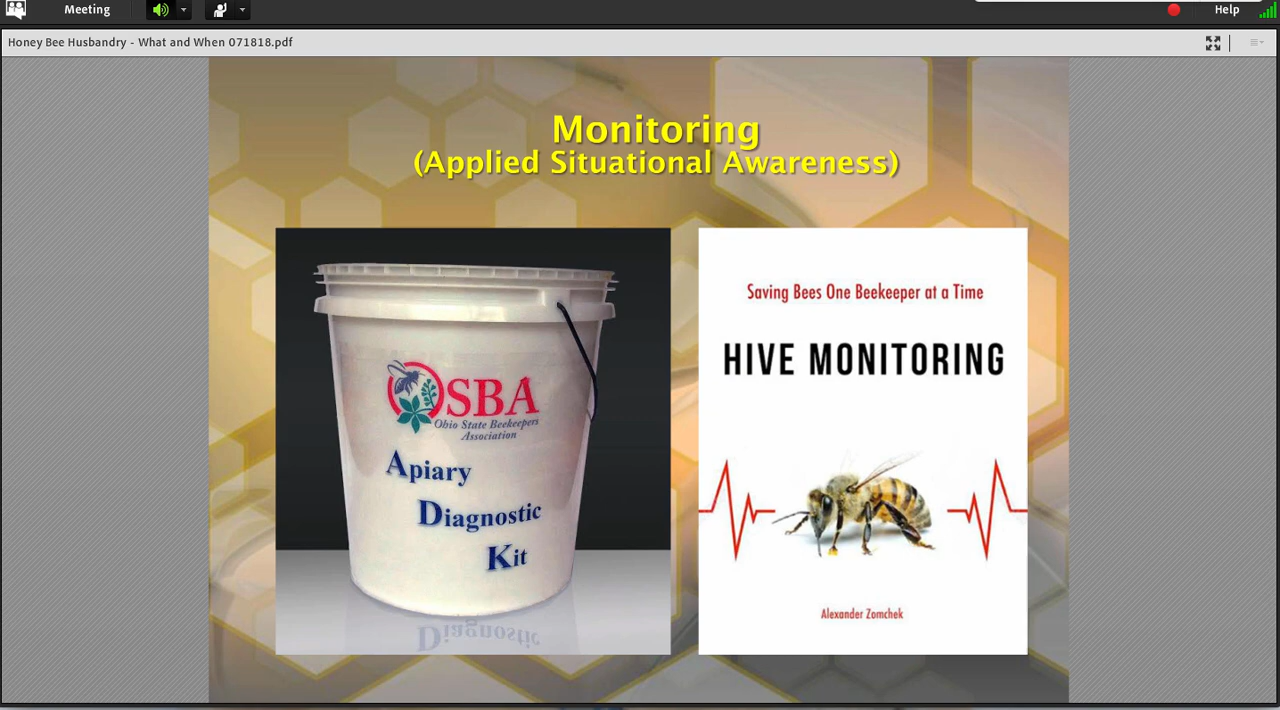 Meeting
Help
Honey Bee Husbandry - What and When 071818.pdf
Monitoring
(Applied Situational Awareness)
OSBA
Ohio State Beekeepers
Association
Apiary
Diagnostic
Kit
Diagnostic
Saving Bees One Beekeeper at a Time
HIVE MONITORING
Alexander Zomchek